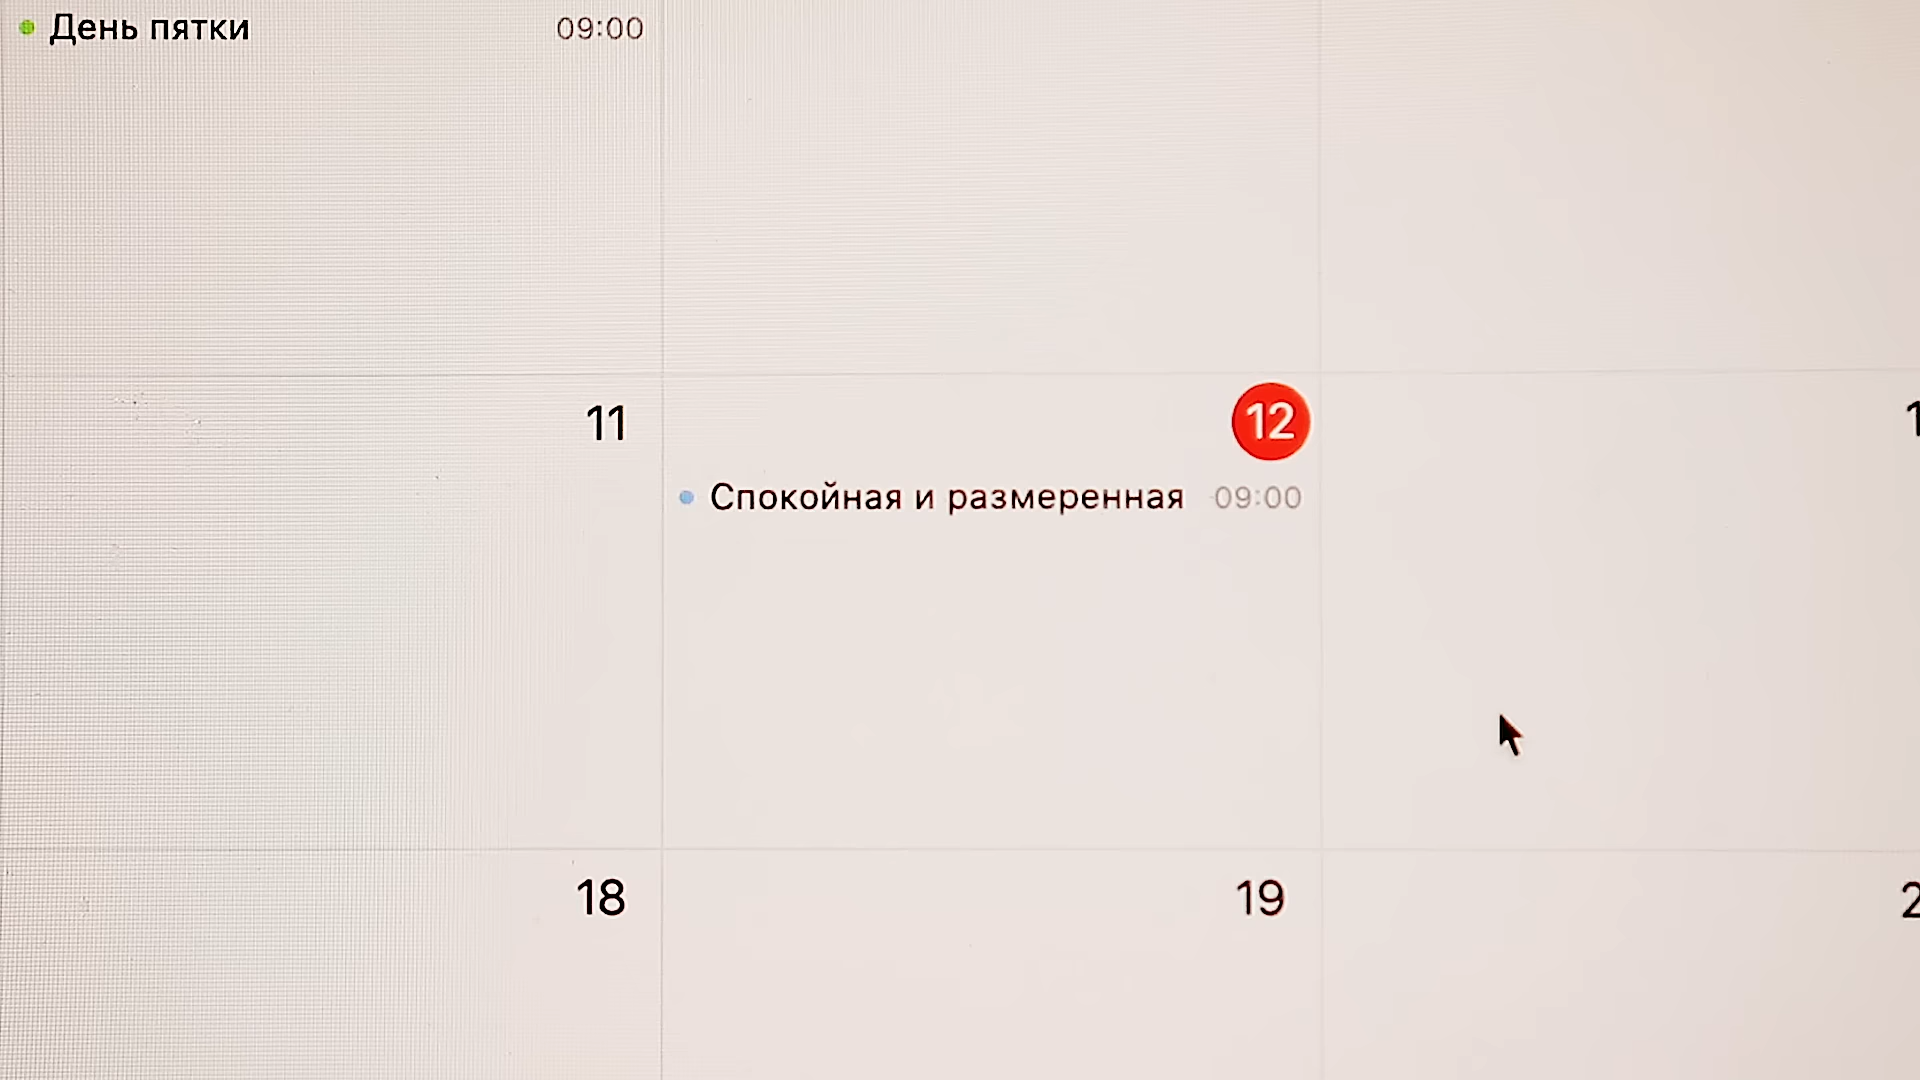 День пятки 09:00
11 12
Спокойная и размеренная 09:00
18 19